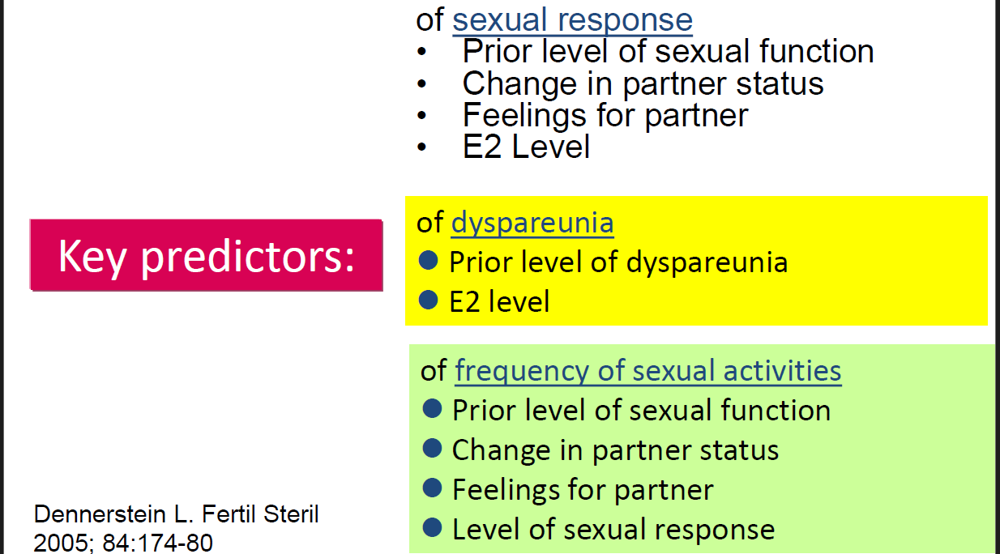 of sexual response
• Prior level of sexual function
• Change in partner status
• Feelings for partner
• E2 Level
Key predictors:
of dyspareunia
● Prior level of dyspareunia
● E2 level
of frequency of sexual activities
● Prior level of sexual function
● Change in partner status
● Feelings for partner
● Level of sexual response
Dennerstein L. Fertil Steril
2005; 84:174-80